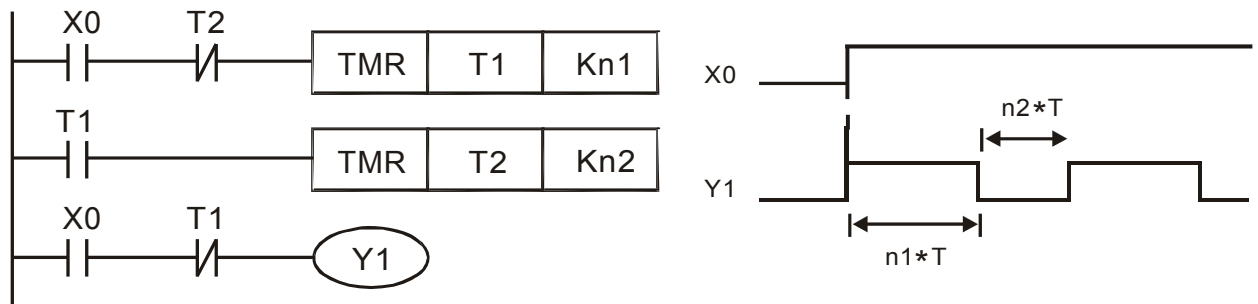 X0 T2
TMR T1 Kn1
T1
TMR T2 Kn2
X0 T1
Y1
X0
n2*T
Y1
n1*T